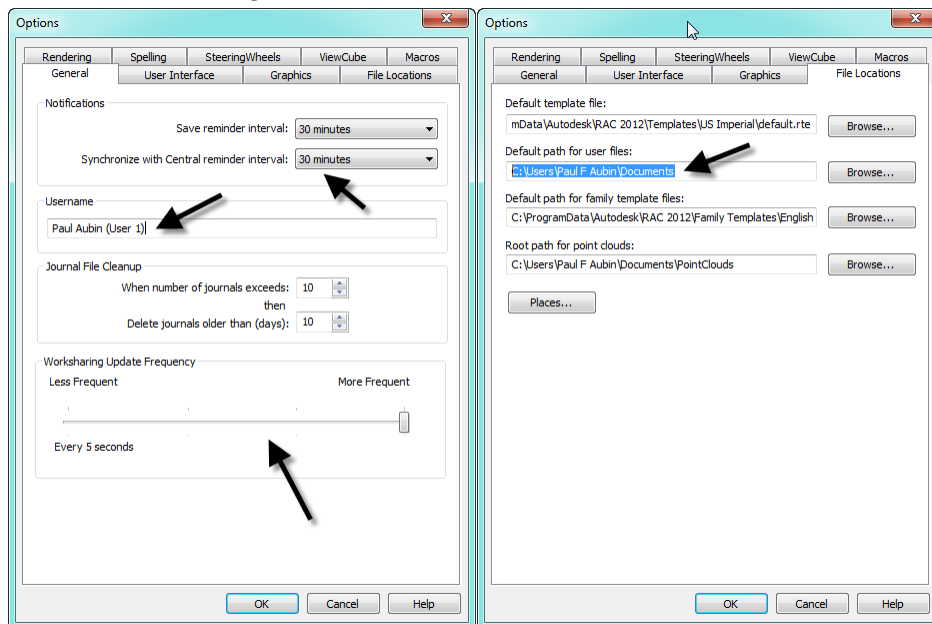 Options
Rendering Spelling SteeringWheels ViewCube Macros
General User Interface Graphics File Locations
Notifications
Save reminder interval: 30 minutes
Synchronize with Central reminder interval: 30 minutes
Username
Paul Aubin (User 1)
Journal File Cleanup
When number of journals exceeds: 10
then
Delete journals older than (days): 10
Worksharing Update Frequency
Less Frequent More Frequent
Every 5 seconds
OK Cancel Help
Options
Rendering Spelling SteeringWheels ViewCube Macros
General User Interface Graphics File Locations
Default template file:
mData\Autodesk\RAC 2012\Templates\US Imperial\default.rte Browse...
Default path for user files:
C:\Users\Paul F Aubin\Documents Browse...
Default path for family template files:
C:\ProgramData\Autodesk\RAC 2012\Family Templates\English Browse...
Root path for point clouds:
C:\Users\Paul F Aubin\Documents\PointClouds Browse...
Places...
OK Cancel Help